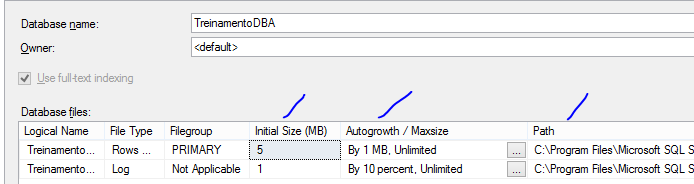 Database name: TreinamentoDBA
Owner: <default>
Use full-text indexing
Database files:
Logical Name File Type Filegroup Initial Size (MB) Autogrowth / Maxsize Path
Treinamento... Rows ... PRIMARY 5 By 1 MB, Unlimited ... C:\Program Files\Microsoft SQL S
Treinamento... Log Not Applicable 1 By 10 percent, Unlimited ... C:\Program Files\Microsoft SQL S